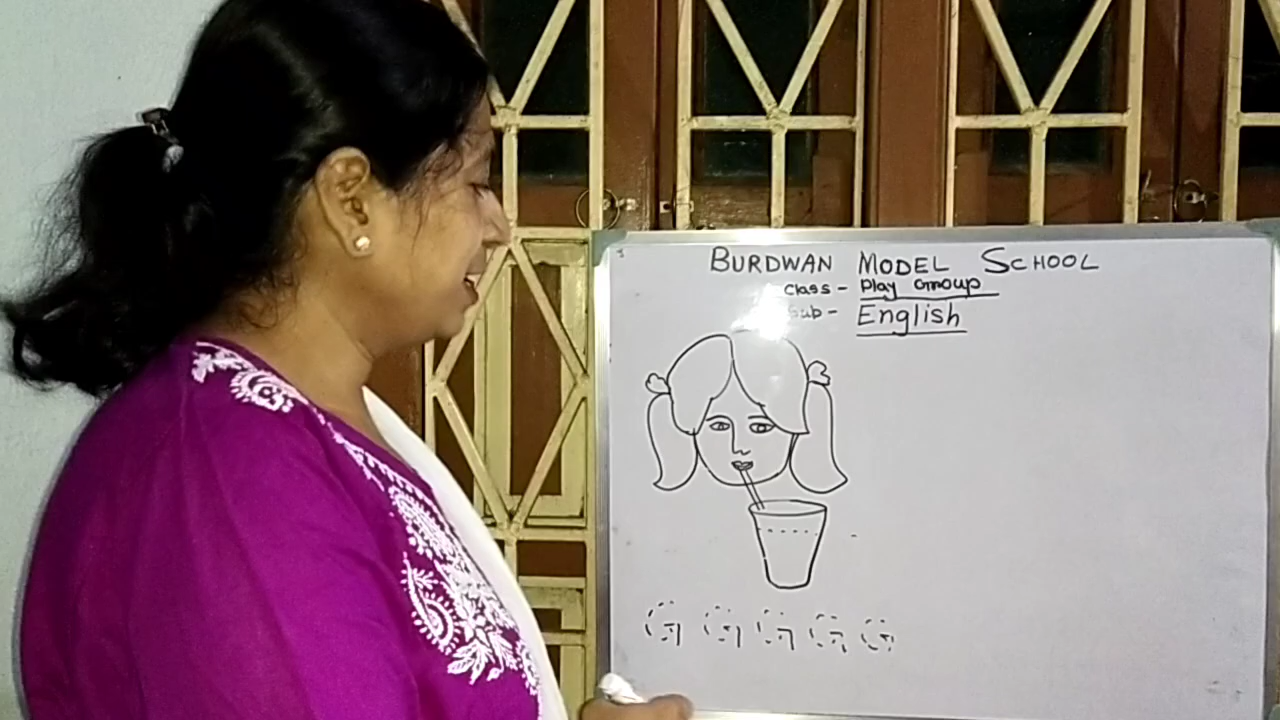 BURDWAN MODEL SCHOOL
Class - Play Group
Sub - English
G G G G G